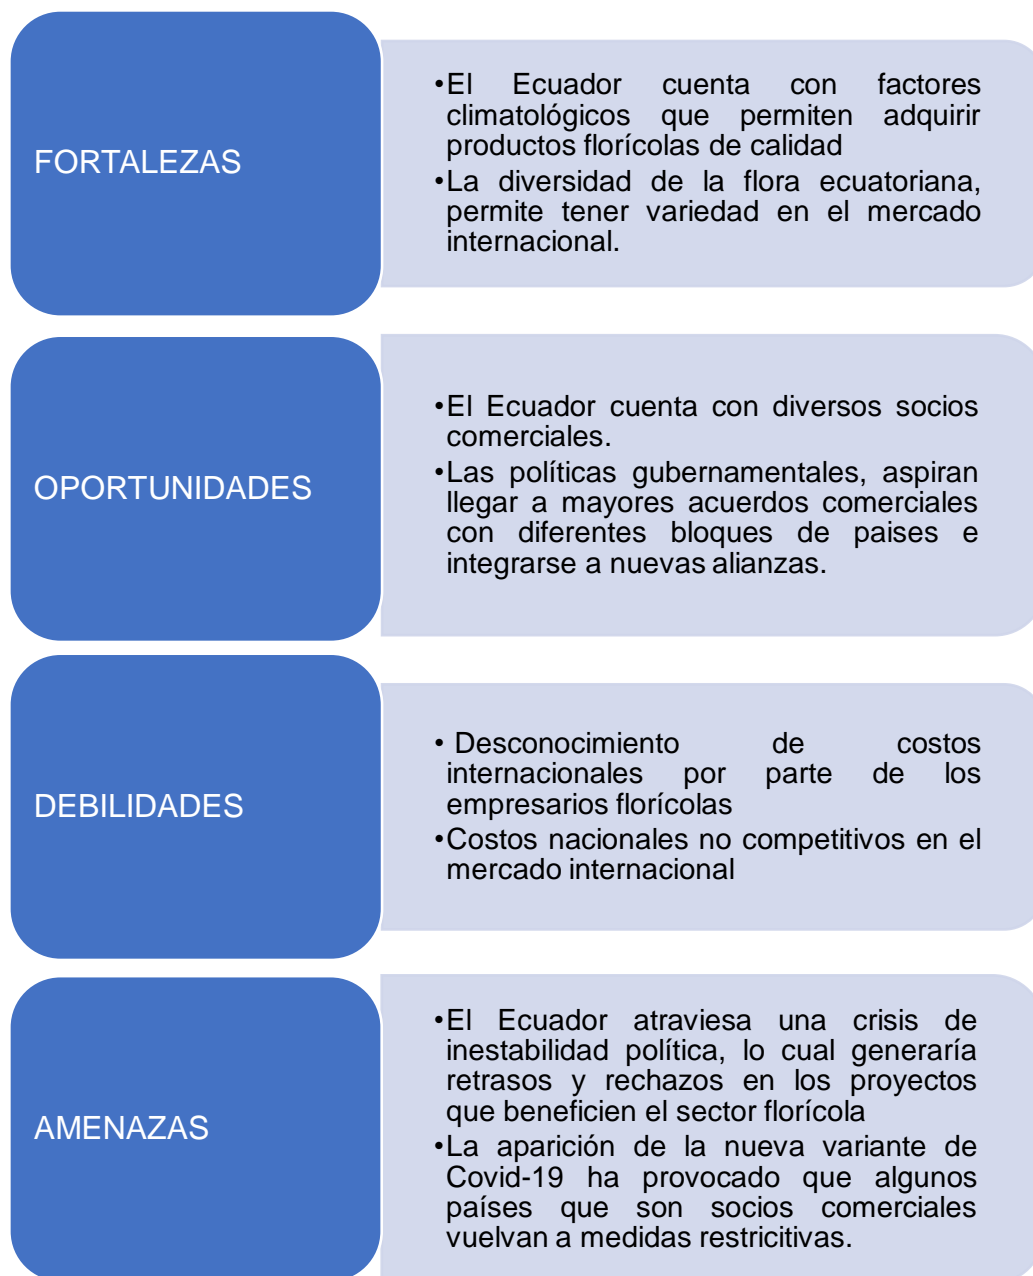 FORTALEZAS
•El Ecuador cuenta con factores
climatológicos que permiten adquirir
productos florícolas de calidad
•La diversidad de la flora ecuatoriana,
permite tener variedad en el mercado
internacional.
OPORTUNIDADES
•El Ecuador cuenta con diversos socios
comerciales.
•Las políticas gubernamentales, aspiran
llegar a mayores acuerdos comerciales
con diferentes bloques de paises e
integrarse a nuevas alianzas.
DEBILIDADES
• Desconocimiento de costos
internacionales por parte de los
empresarios florícolas
•Costos nacionales no competitivos en el
mercado internacional
AMENAZAS
•El Ecuador atraviesa una crisis de
inestabilidad política, lo cual generaría
retrasos y rechazos en los proyectos
que beneficien el sector florícola
•La aparición de la nueva variante de
Covid-19 ha provocado que algunos
países que son socios comerciales
vuelvan a medidas restricitivas.